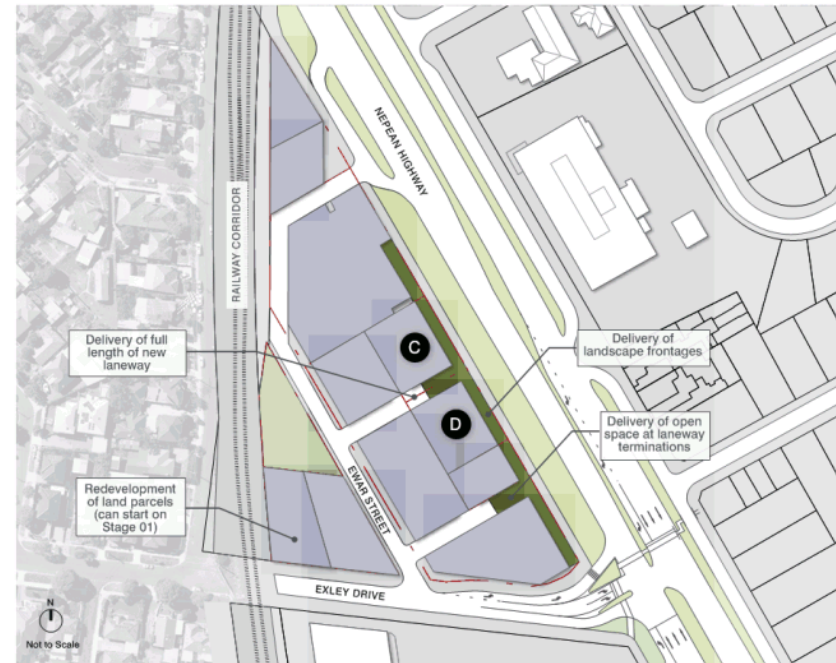 NEPEAN HIGHWAY
RAILWAY CORRIDOR
Delivery of full
length of new
laneway
C
Delivery of
landscape frontages
D
Delivery of open
space at laneway
terminations
EWAR STREET
Redevelopment
of land parcels
(can start on
Stage 01)
EXLEY DRIVE
N
Not to Scale